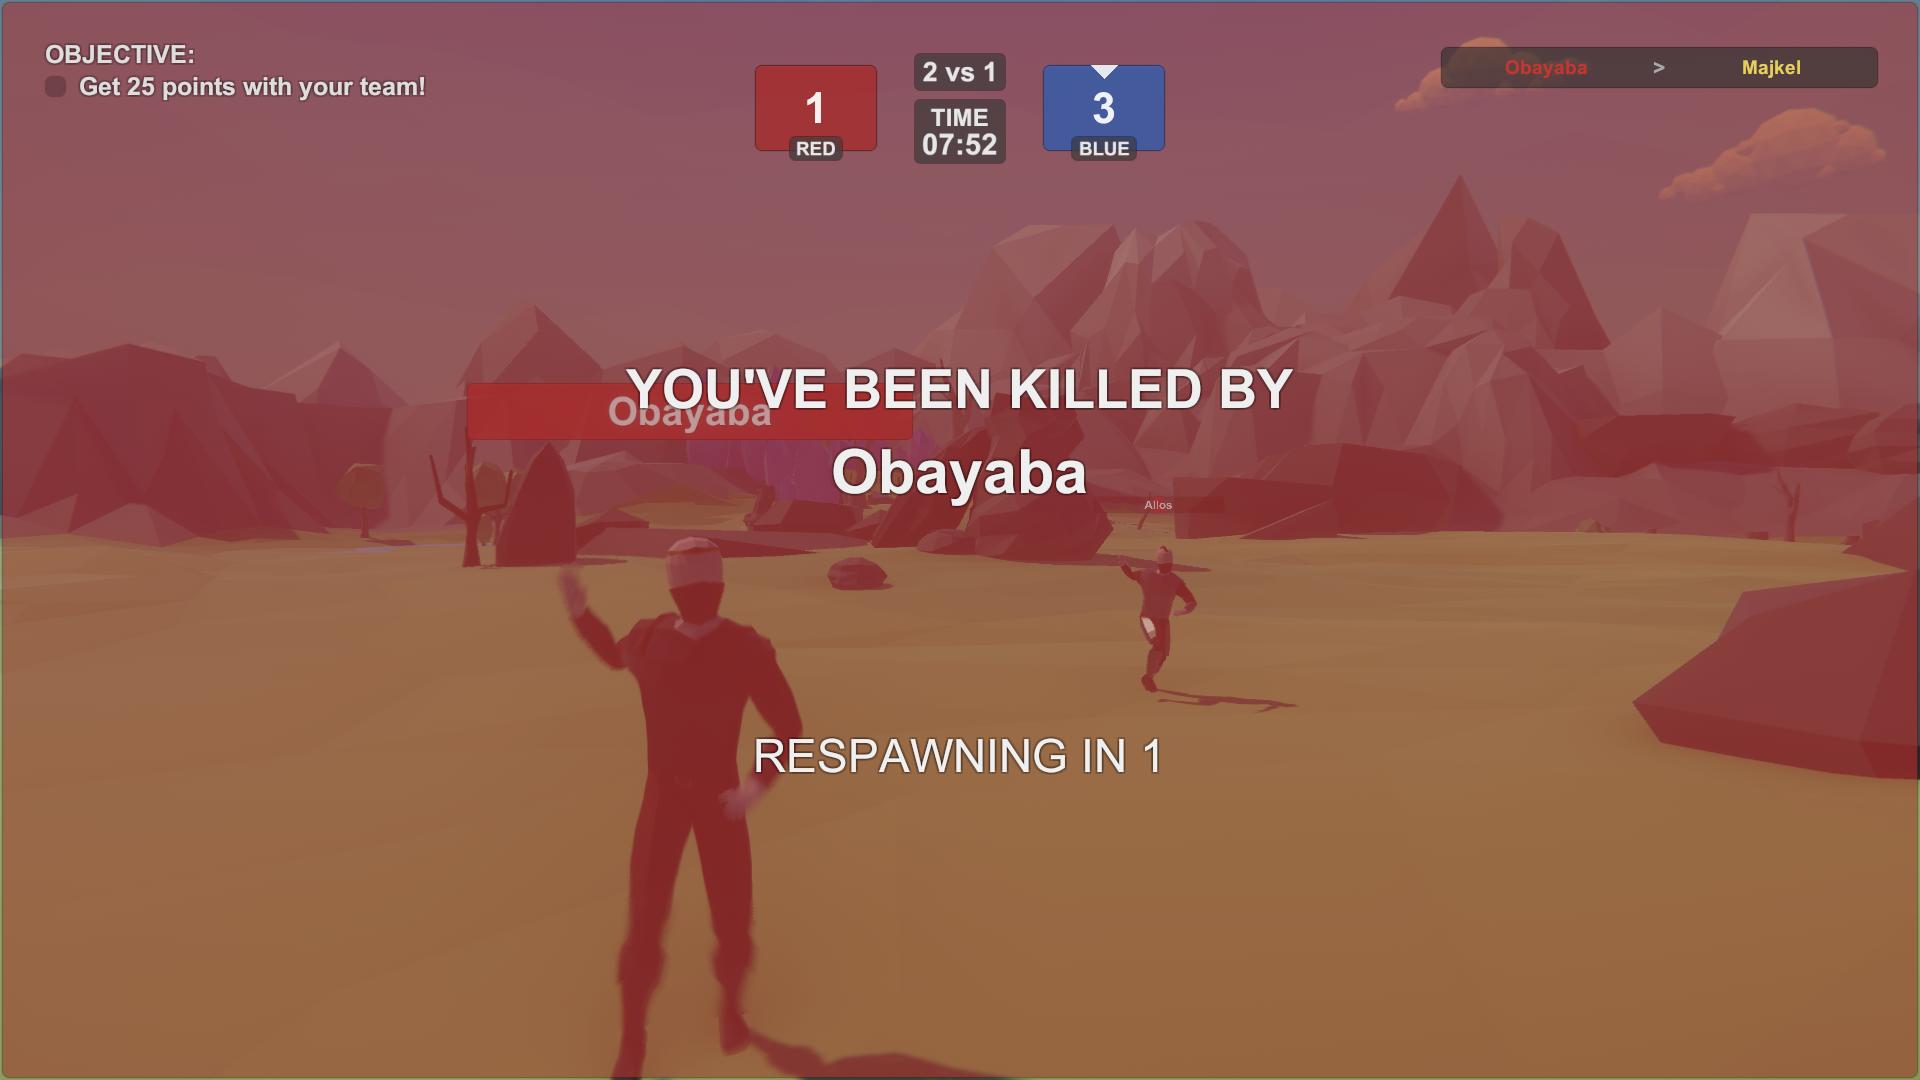 OBJECTIVE:
Get 25 points with your team!
1
RED
2 vs 1
TIME
07:52
3
BLUE
Obayaba > Majkel
YOU'VE BEEN KILLED BY
Obayaba
Obayaba
Allos
RESPAWNING IN 1